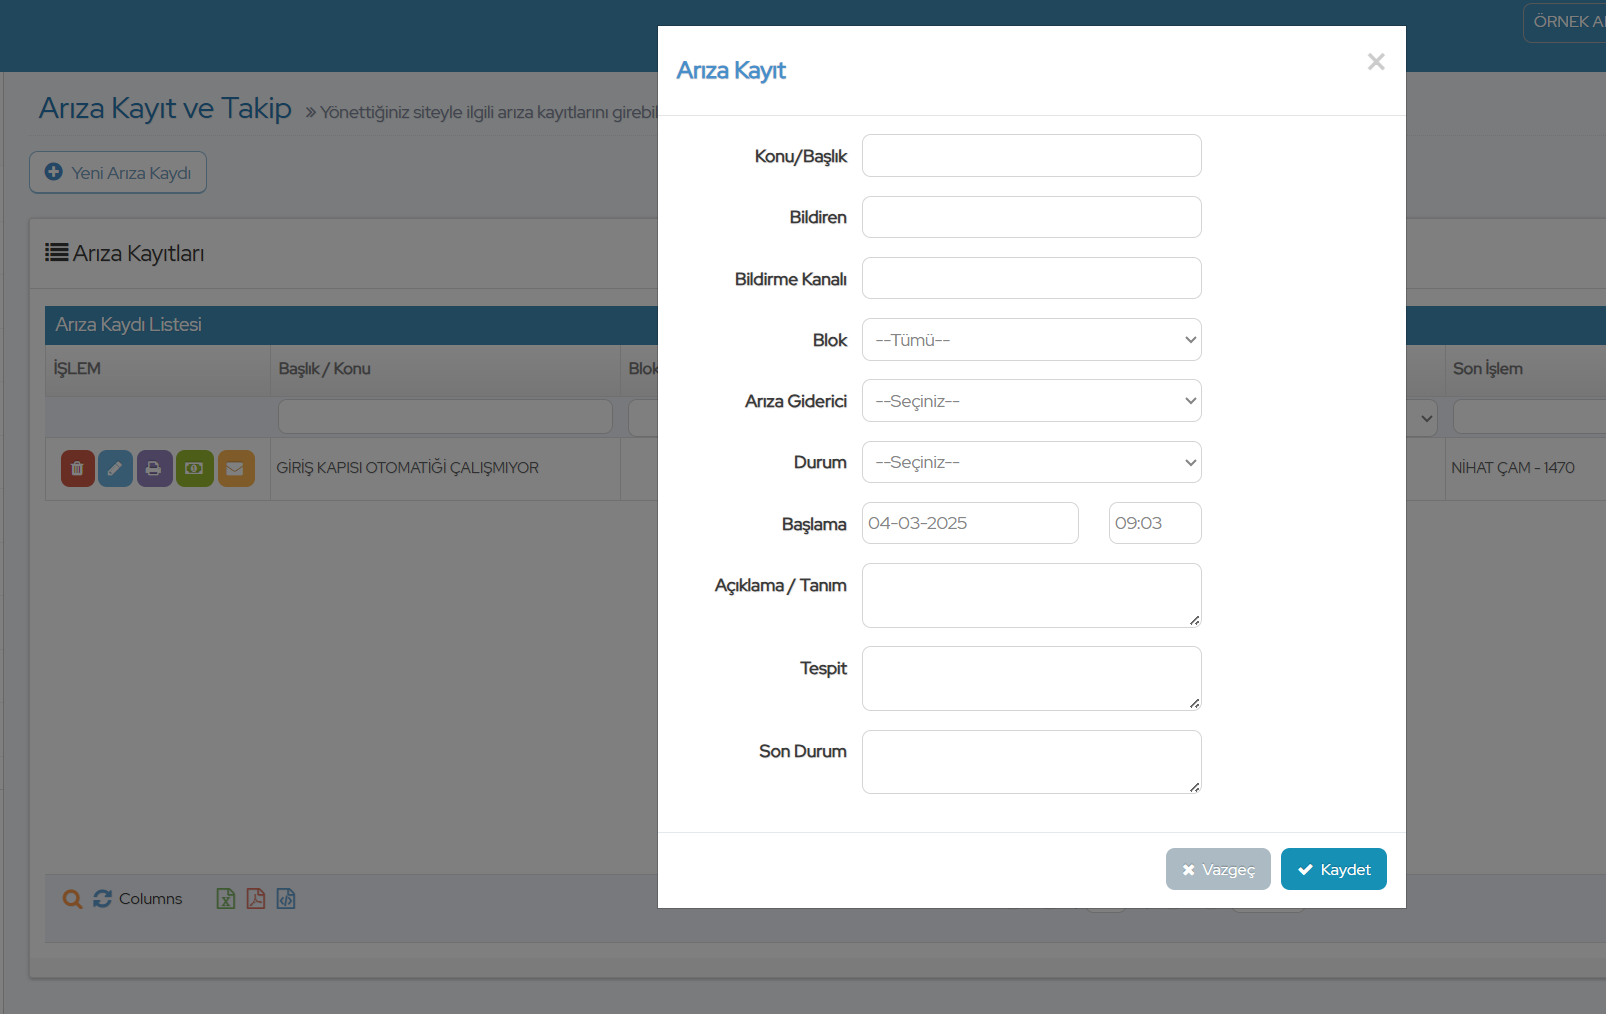 ÖRNEK
Arıza Kayıt ve Takip » Yönettiğiniz siteyle ilgili arıza kayıtlarını
Yeni Arıza Kaydı
Arıza Kayıtları
Arıza Kaydı Listesi
İŞLEM Başlık / Konu Blok Son İşlem
GİRİŞ KAPISI OTOMATİĞİ ÇALIŞMIYOR NİHAT ÇAM - 1470
Columns
Arıza Kayıt
Konu/Başlık
Bildiren
Bildirme Kanalı
Blok --Tümü--
Arıza Giderici --Seçiniz--
Durum --Seçiniz--
Başlama 04-03-2025 09:03
Açıklama / Tanım
Tespit
Son Durum
Vazgeç Kaydet